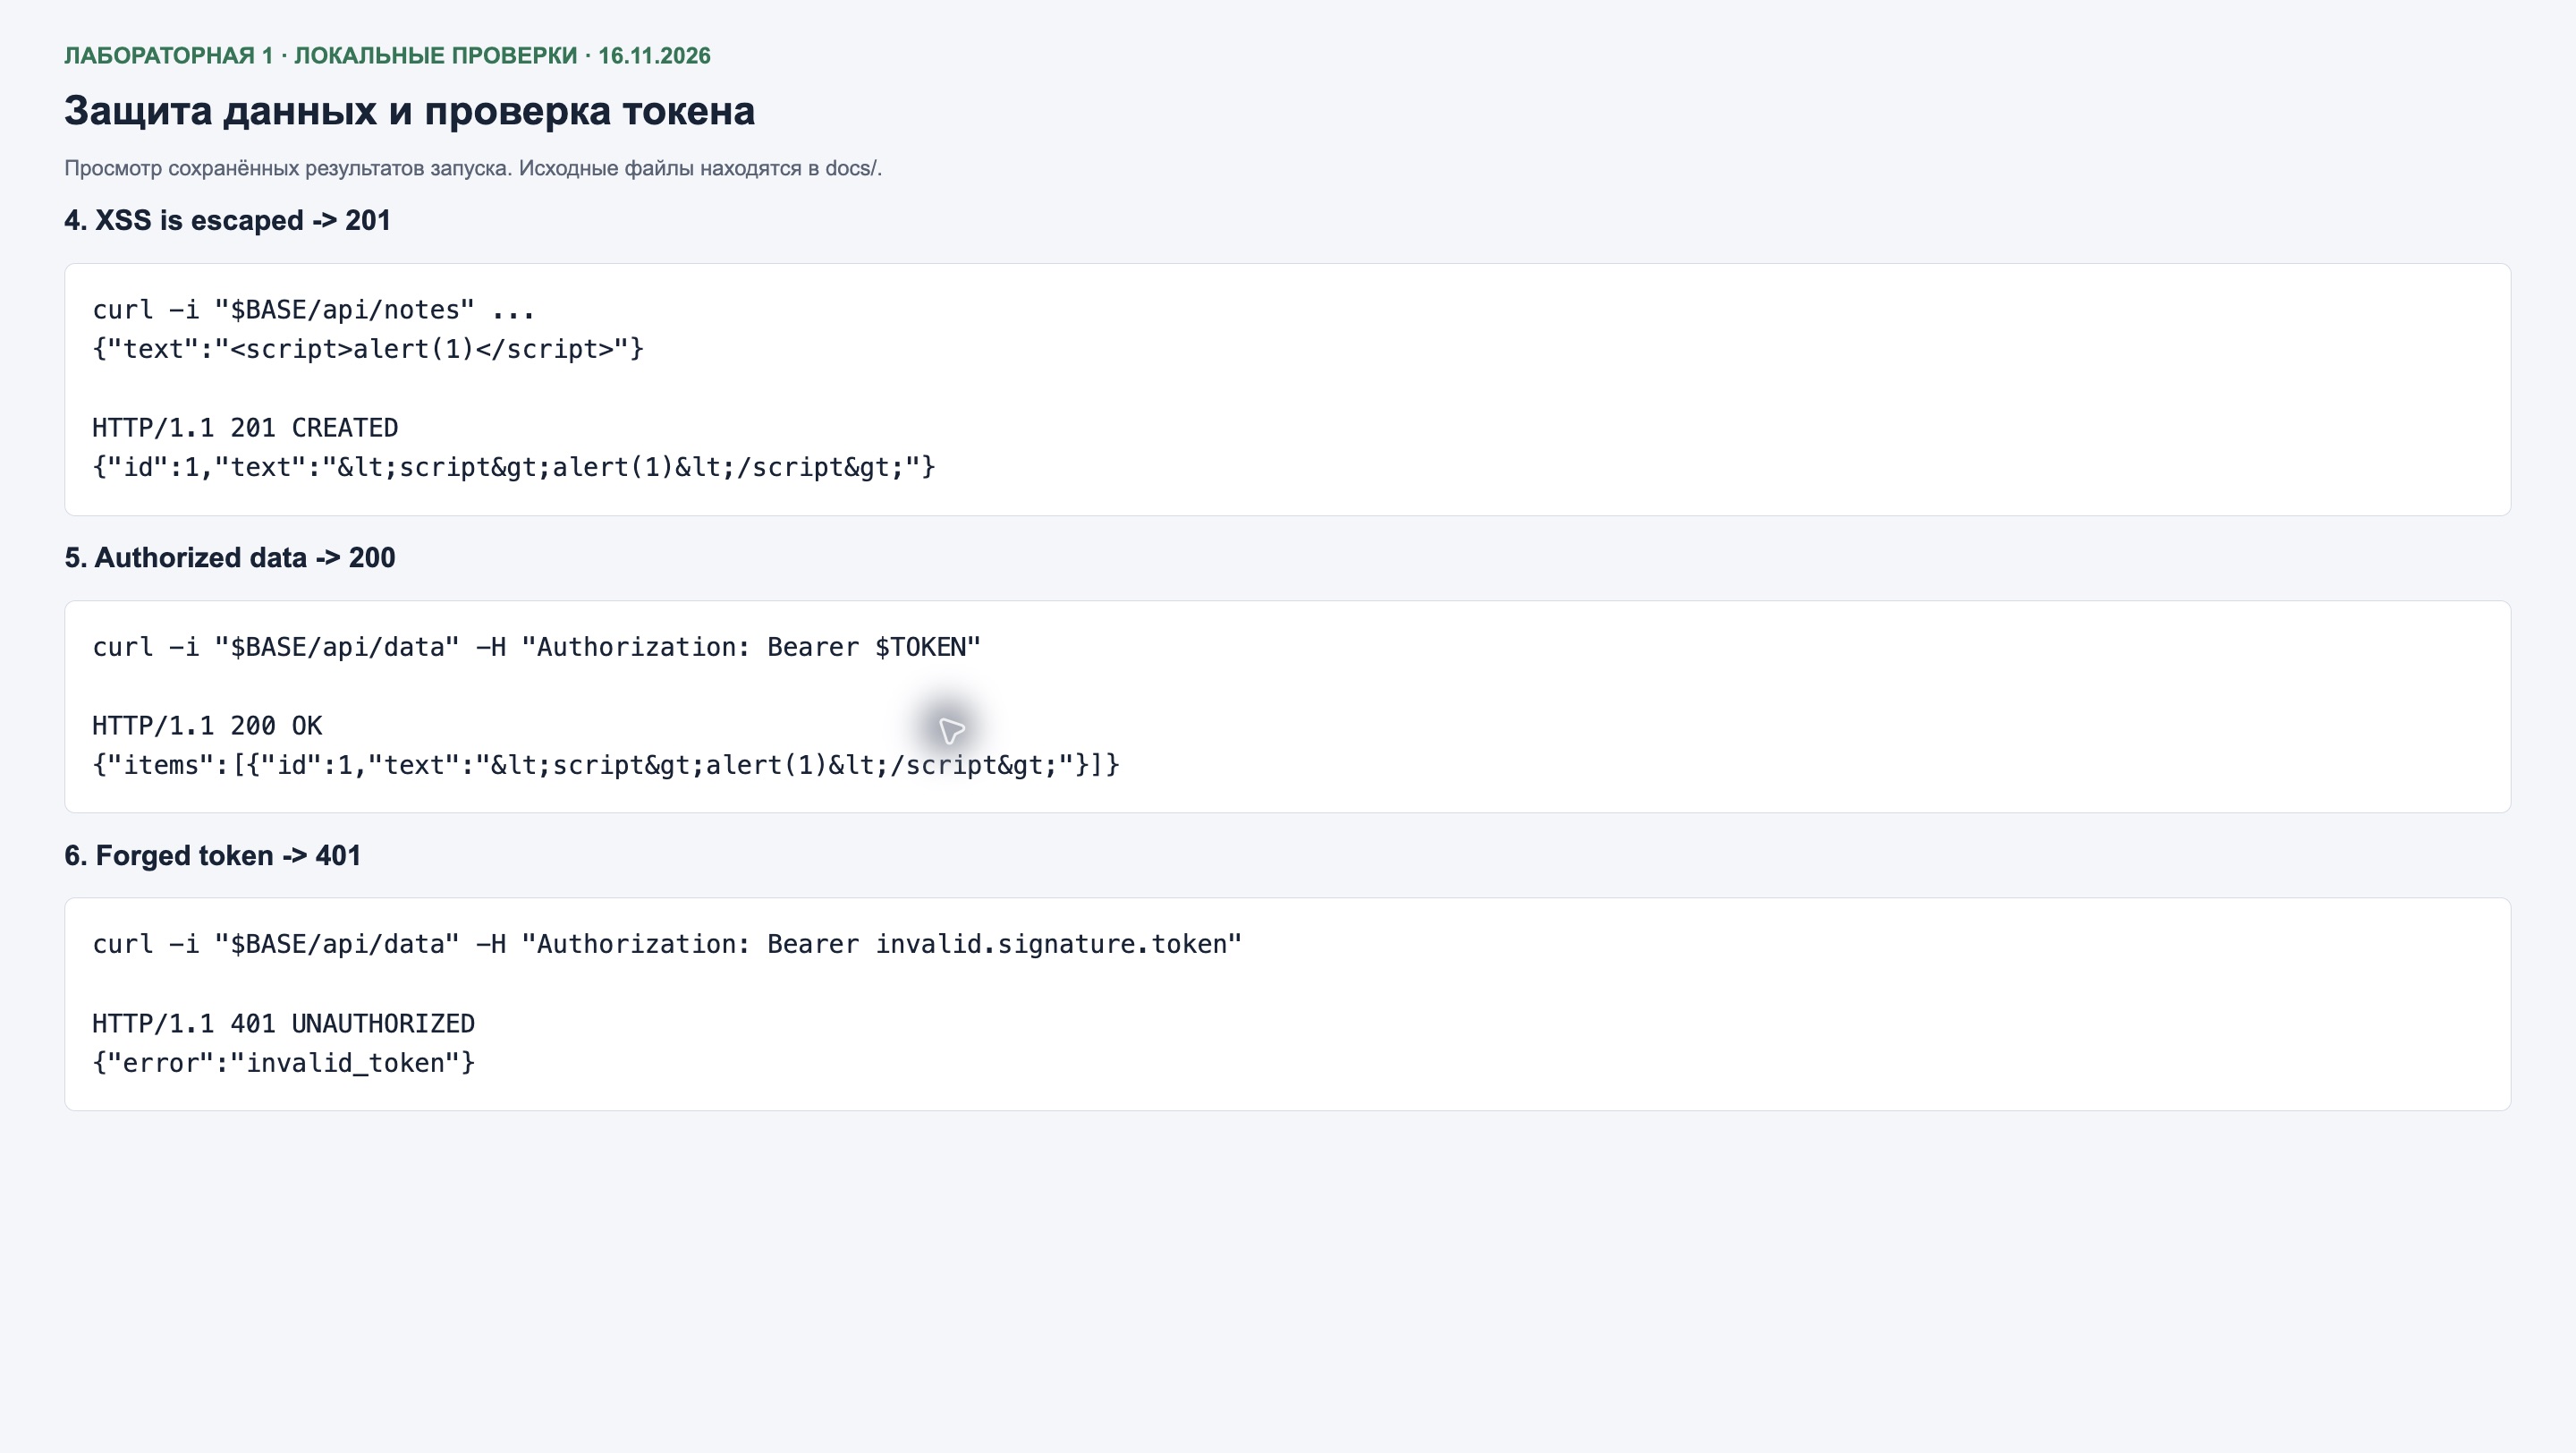 ЛАБОРАТОРНАЯ 1 · ЛОКАЛЬНЫЕ ПРОВЕРКИ · 16.11.2026
Защита данных и проверка токена
Просмотр сохранённых результатов запуска. Исходные файлы находятся в docs/.
4. XSS is escaped -> 201
curl -i "$BASE/api/notes" ...
{"text":"<script>alert(1)</script>"}
HTTP/1.1 201 CREATED
{"id":1,"text":"&lt;script&gt;alert(1)&lt;/script&gt;"}
5. Authorized data -> 200
curl -i "$BASE/api/data" -H "Authorization: Bearer $TOKEN"
HTTP/1.1 200 OK
{"items":[{"id":1,"text":"&lt;script&gt;alert(1)&lt;/script&gt;"}]}
6. Forged token -> 401
curl -i "$BASE/api/data" -H "Authorization: Bearer invalid.signature.token"
HTTP/1.1 401 UNAUTHORIZED
{"error":"invalid_token"}